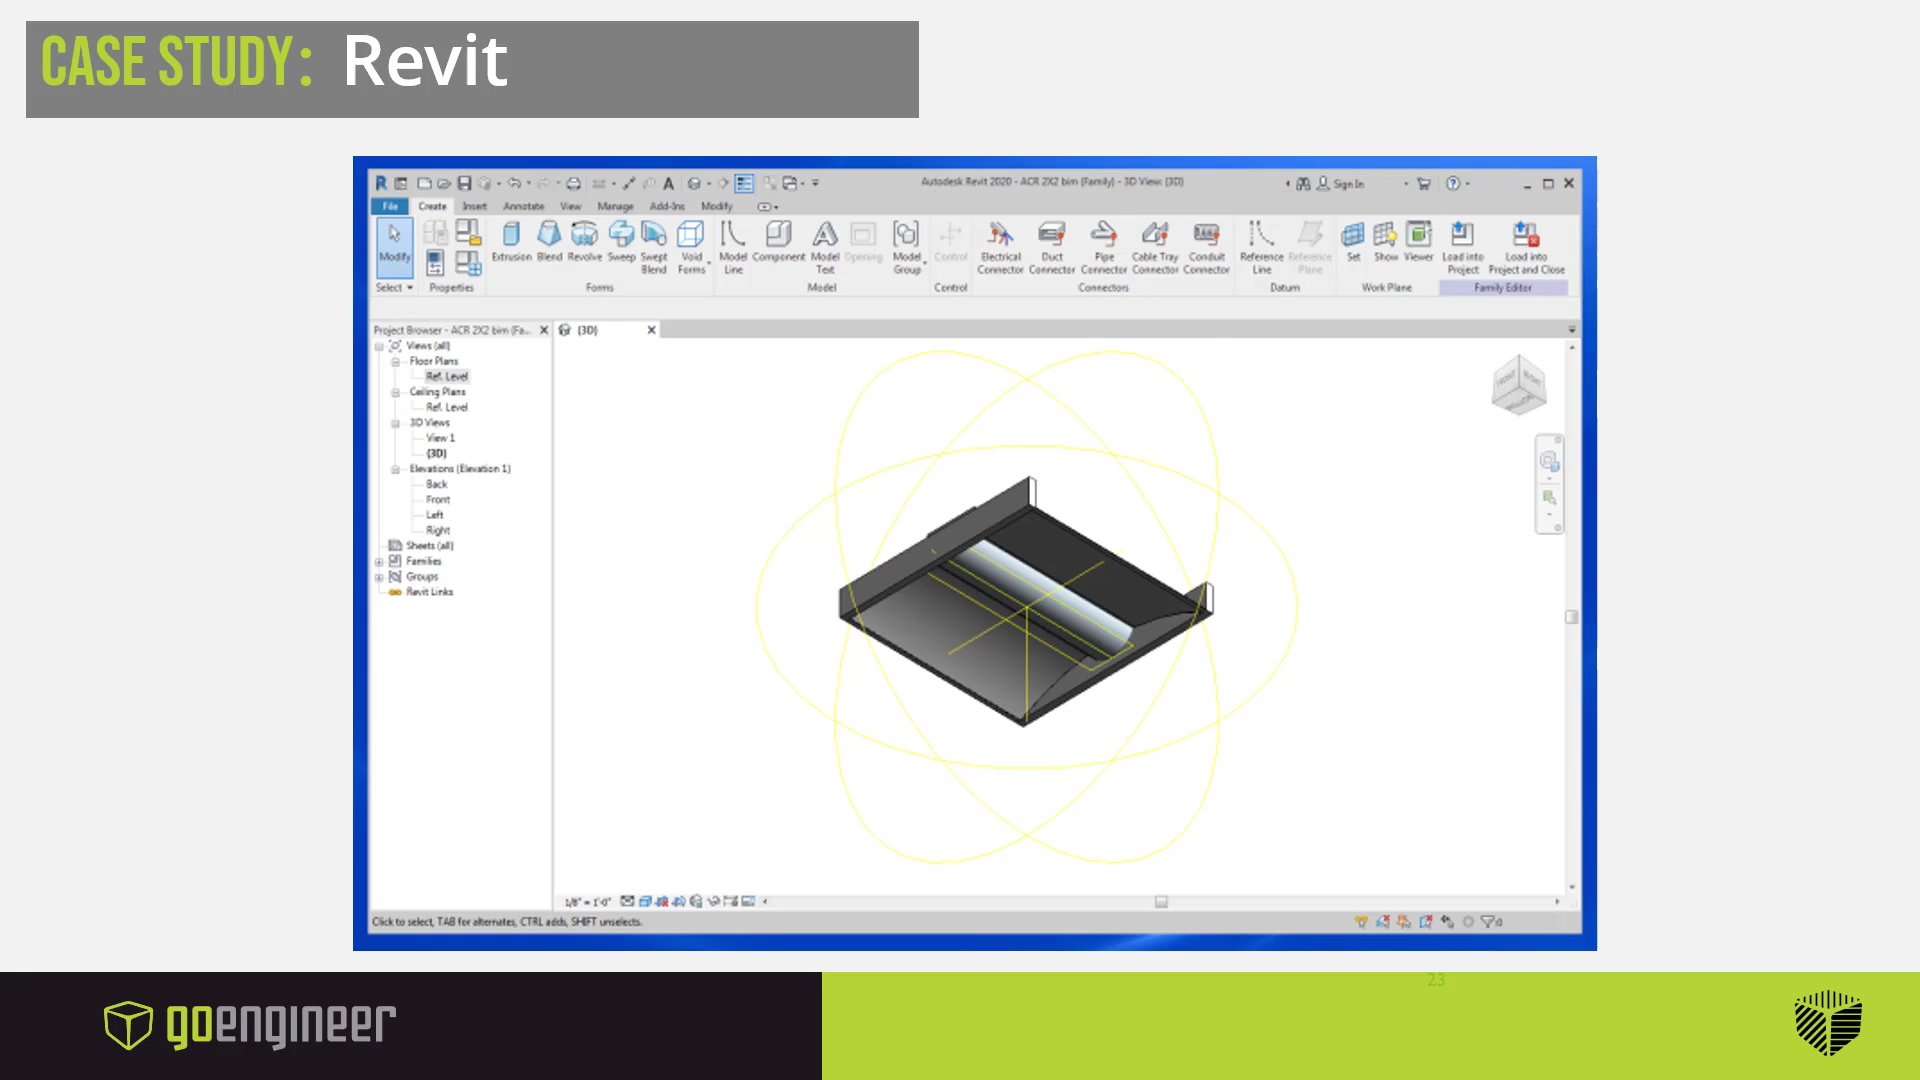 CASE STUDY: Revit
Autodesk Revit 2020 - ACR 2X2 bim (Family) - 3D View: {3D}
Sign In
File Create Insert Annotate View Manage Add-Ins Modify
Modify
Extrusion Blend Revolve Sweep Swept Blend Void Forms
Model Line Component Model Text Opening Model Group
Control
Electrical Connector Duct Connector Pipe Connector Cable Tray Connector Conduit Connector
Reference Line Reference Plane
Set Show Viewer
Load into Project Load into Project and Close
Select Properties Forms Model Control Connectors Datum Work Plane Family Editor
Project Browser - ACR 2X2 bim (Fa...
{3D}
Views (all)
Floor Plans
Ref. Level
Ceiling Plans
Ref. Level
3D Views
View 1
{3D}
Elevations (Elevation 1)
Back
Front
Left
Right
Sheets (all)
Families
Groups
Revit Links
FRONT
RIGHT
1/8" = 1'-0"
Click to select, TAB for alternates, CTRL adds, SHIFT unselects.
:0
23
goengineer